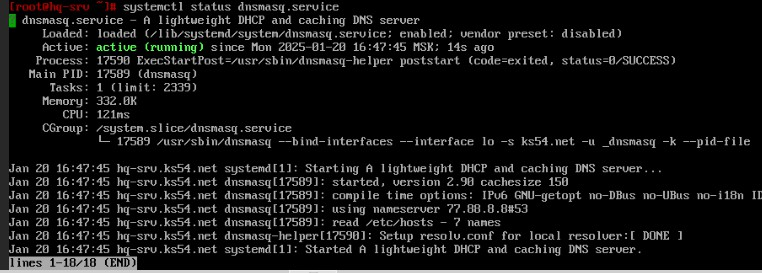 [root@hq-srv ~]# systemctl status dnsmasq.service
dnsmasq.service - A lightweight DHCP and caching DNS server
Loaded: loaded (/lib/systemd/system/dnsmasq.service; enabled; vendor preset: disabled)
Active: active (running) since Mon 2025-01-20 16:47:45 MSK; 14s ago
Process: 17590 ExecStartPost=/usr/sbin/dnsmasq-helper poststart (code=exited, status=0/SUCCESS)
Main PID: 17589 (dnsmasq)
Tasks: 1 (limit: 2339)
Memory: 332.0K
CPU: 121ms
CGroup: /system.slice/dnsmasq.service
└─ 17589 /usr/sbin/dnsmasq --bind-interfaces --interface lo -s ks54.net -u _dnsmasq -k --pid-file
Jan 20 16:47:45 hq-srv.ks54.net systemd[1]: Starting A lightweight DHCP and caching DNS server...
Jan 20 16:47:45 hq-srv.ks54.net dnsmasq[17589]: started, version 2.90 cachesize 150
Jan 20 16:47:45 hq-srv.ks54.net dnsmasq[17589]: compile time options: IPv6 GNU-getopt no-DBus no-UBus no-i18n ID
Jan 20 16:47:45 hq-srv.ks54.net dnsmasq[17589]: using nameserver 77.88.8.8#53
Jan 20 16:47:45 hq-srv.ks54.net dnsmasq[17589]: read /etc/hosts - 7 names
Jan 20 16:47:45 hq-srv.ks54.net dnsmasq-helper[17590]: Setup resolv.conf for local resolver:[ DONE ]
Jan 20 16:47:45 hq-srv.ks54.net systemd[1]: Started A lightweight DHCP and caching DNS server.
lines 1-18/18 (END)